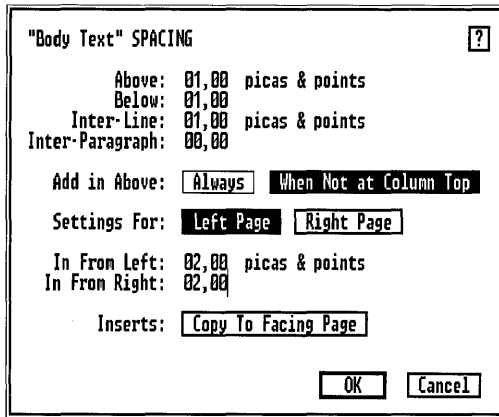 "Body Text" SPACING ?
Above: 01,00 picas & points
Below: 01,00
Inter-Line: 01,00 picas & points
Inter-Paragraph: 00,00
Add in Above: Always When Not at Column Top
Settings For: Left Page Right Page
In From Left: 02,00 picas & points
In From Right: 02,00
Inserts: Copy To Facing Page
OK Cancel